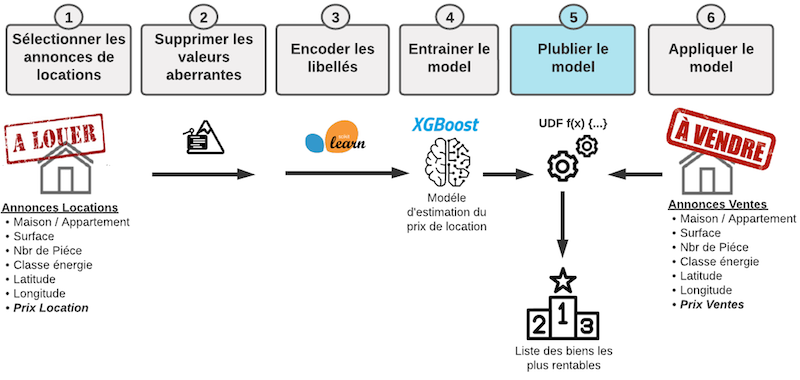 1
Sélectionner les
annonces de
locations
2
Supprimer les
valeurs
aberrantes
3
Encoder les
libellés
4
Entrainer le
model
5
Plublier le
model
6
Appliquer le
model
A LOUER
learn
XGBoost
UDF f(x) {...}
À VENDRE
Modéle
d'estimation du
prix de location
Annonces Locations
• Maison / Appartement
• Surface
• Nbr de Piéce
• Classe énergie
• Latitude
• Longitude
• Prix Location
Annonces Ventes
• Maison / Appartement
• Surface
• Nbr de Piéce
• Classe énergie
• Latitude
• Longitude
• Prix Ventes
2 1 3
Liste des biens les
plus rentables